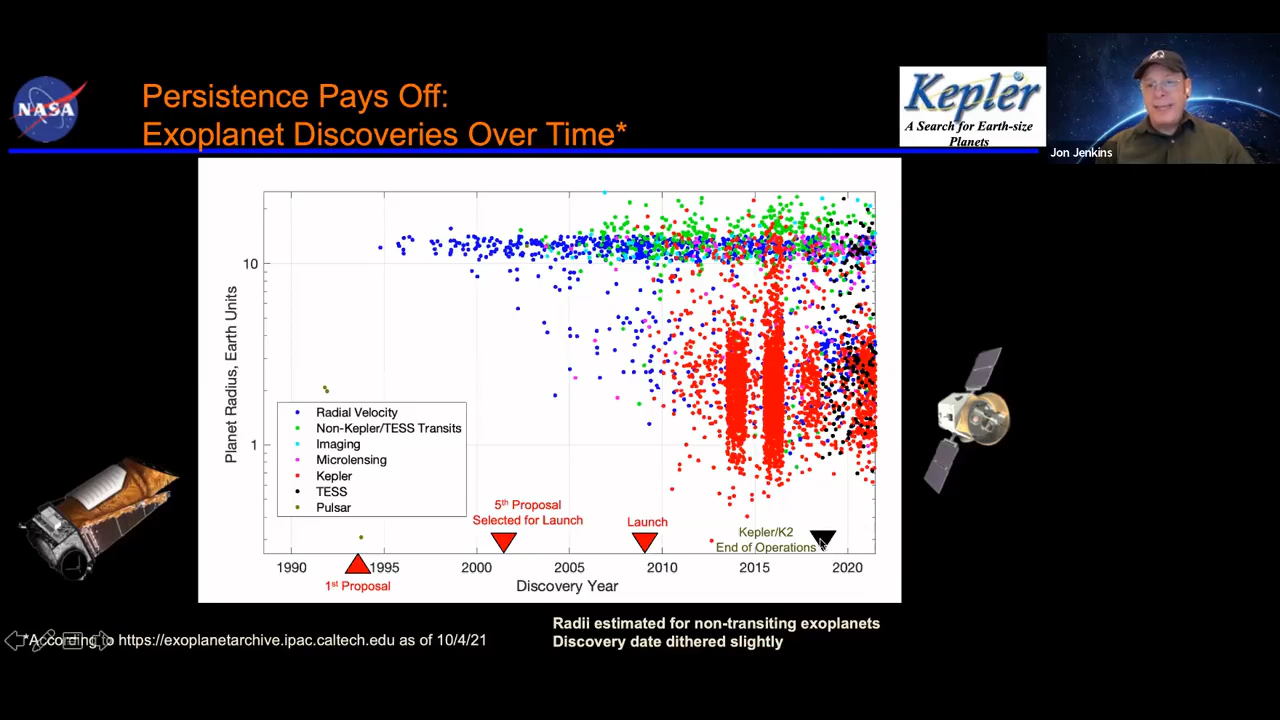 NASA
Persistence Pays Off:
Exoplanet Discoveries Over Time*
Kepler
A Search for Earth-size
Planets
Jon Jenkins
10
1
Planet Radius, Earth Units
Radial Velocity
Non-Kepler/TESS Transits
Imaging
Microlensing
Kepler
TESS
Pulsar
5th Proposal
Selected for Launch
Launch
Kepler/K2
End of Operations
1990
1995
2000
2005
2010
2015
2020
1st Proposal
Discovery Year
*According to https://exoplanetarchive.ipac.caltech.edu as of 10/4/21
Radii estimated for non-transiting exoplanets
Discovery date dithered slightly